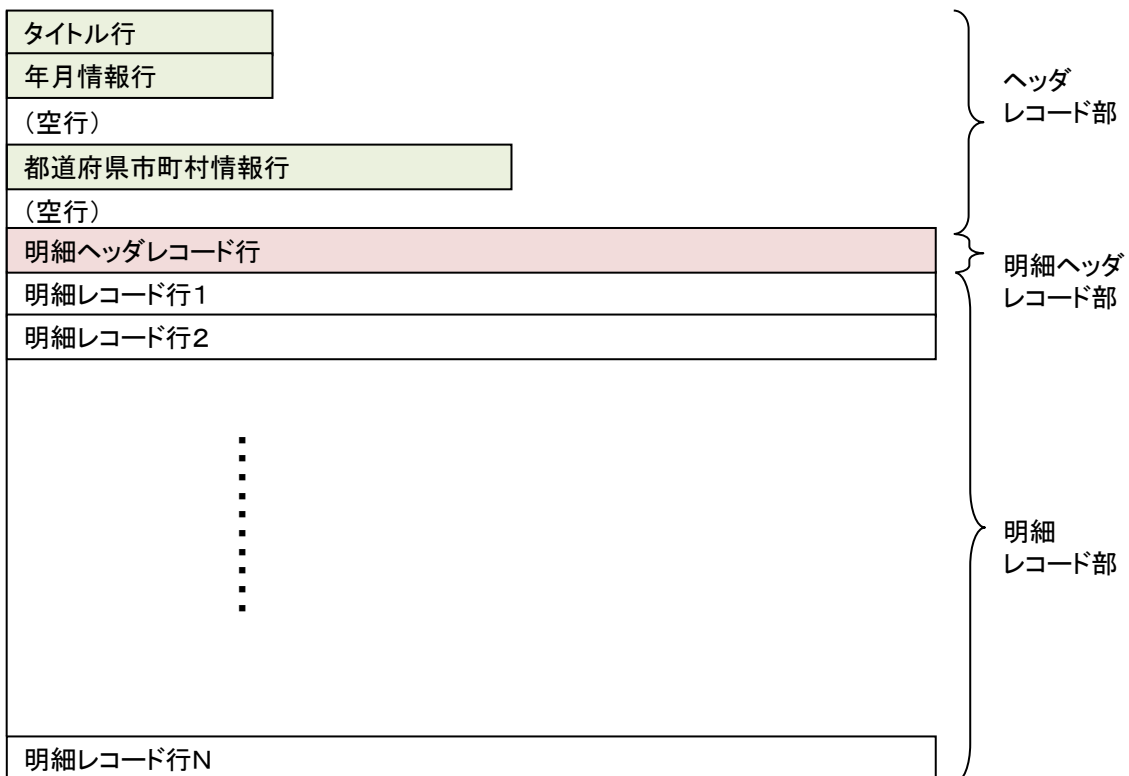 タイトル行
年月情報行
（空行）
都道府県市町村情報行
（空行）
明細ヘッダレコード行
明細レコード行１
明細レコード行２
明細レコード行Ｎ
ヘッダ
レコード部
明細ヘッダ
レコード部
明細
レコード部